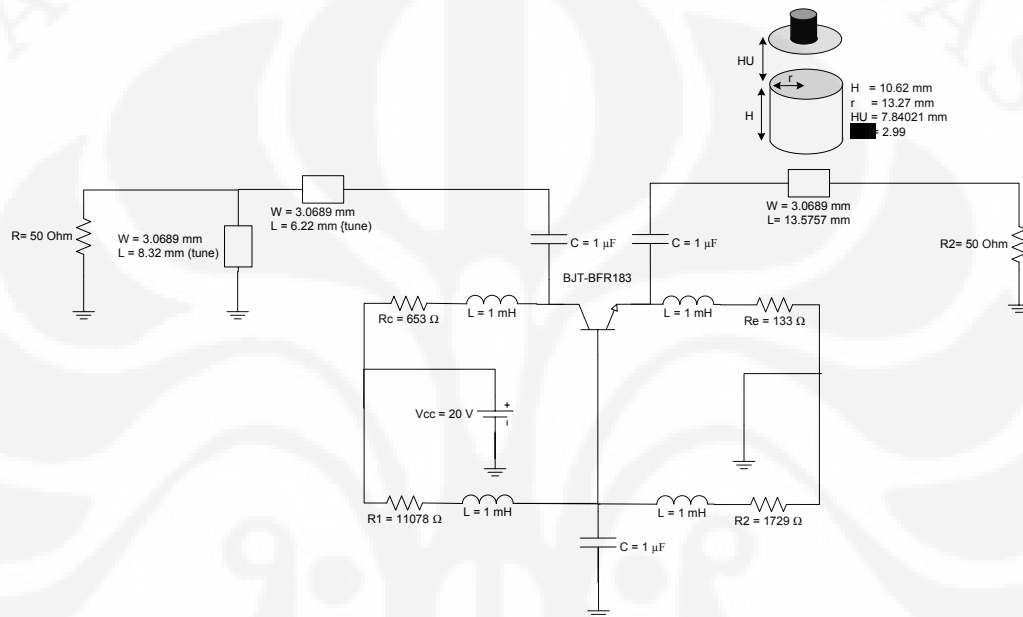 HU
r
H
H = 10.62 mm
r = 13.27 mm
HU = 7.84021 mm
= 2.99
R= 50 Ohm
W = 3.0689 mm
L = 8.32 mm (tune)
W = 3.0689 mm
L = 6.22 mm (tune)
C = 1 µF
C = 1 µF
W = 3.0689 mm
L= 13.5757 mm
R2= 50 Ohm
BJT-BFR183
Rc = 653 Ω
L = 1 mH
L = 1 mH
Re = 133 Ω
Vcc = 20 V
+
-
R1 = 11078 Ω
L = 1 mH
L = 1 mH
R2 = 1729 Ω
C = 1 µF